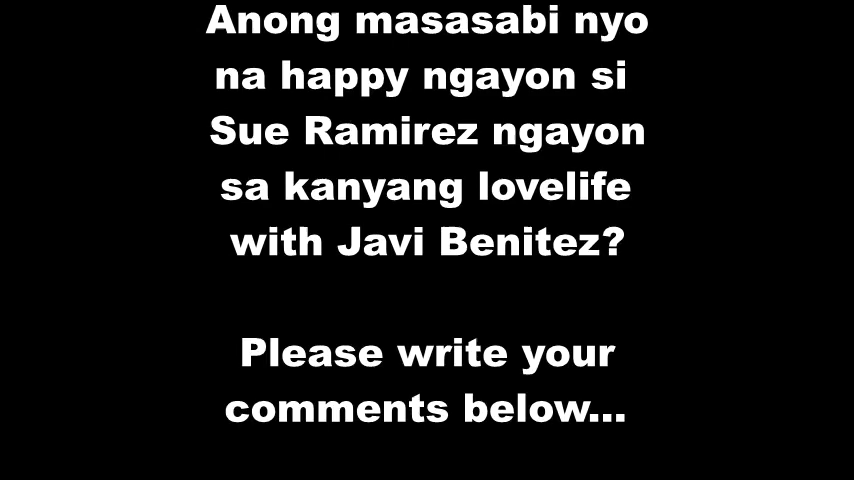 Anong masasabi nyo
na happy ngayon si
Sue Ramirez ngayon
sa kanyang lovelife
with Javi Benitez?
Please write your
comments below...